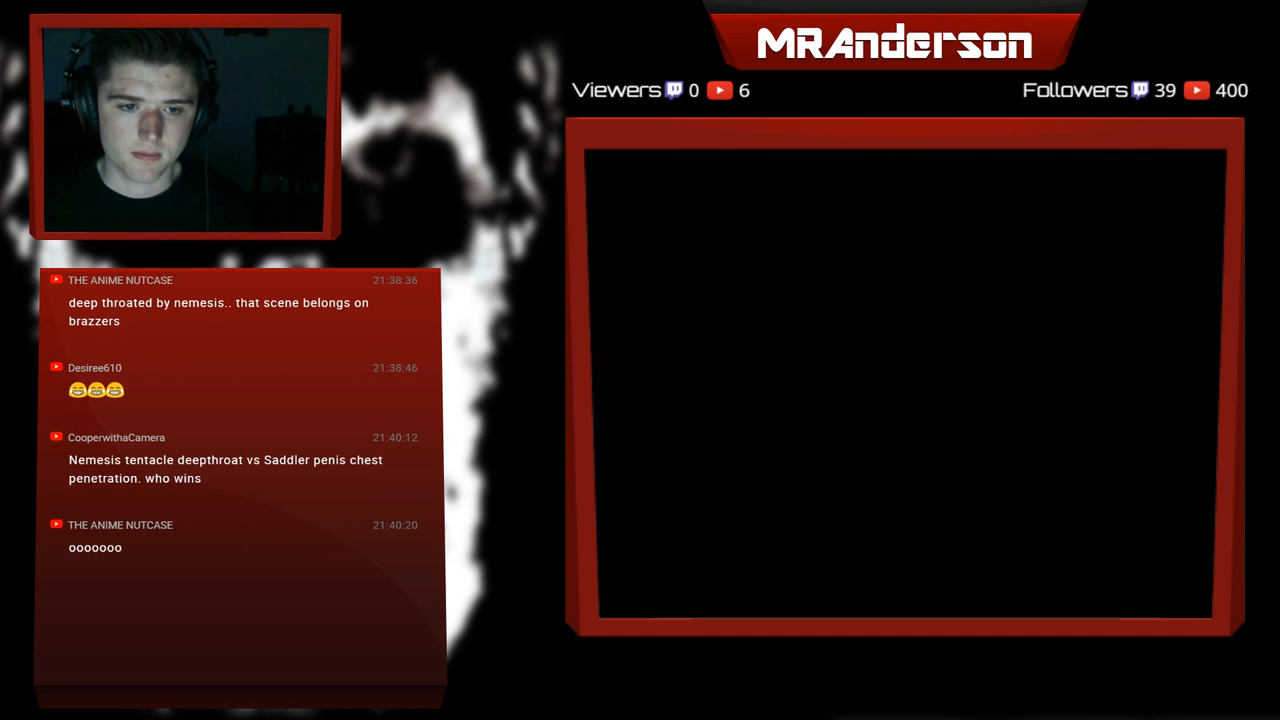 MRAnderson
Viewers 0 6
Followers 39 400
THE ANIME NUTCASE 21:38:36
deep throated by nemesis.. that scene belongs on
brazzers
Desiree610 21:38:46
😁😁😁
CooperwithaCamera 21:40:12
Nemesis tentacle deepthroat vs Saddler penis chest
penetration. who wins
THE ANIME NUTCASE 21:40:20
ooooooo